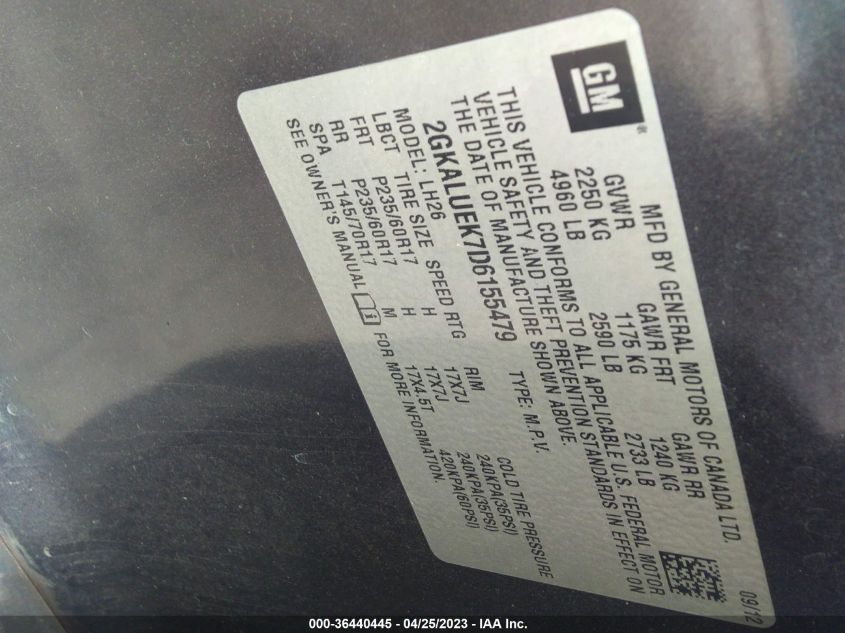 GM ®
MFD BY GENERAL MOTORS OF CANADA LTD. 09/12
GVWR GAWR FRT GAWR RR
2250 KG 1175 KG 1240 KG
4960 LB 2590 LB 2733 LB
THIS VEHICLE CONFORMS TO ALL APPLICABLE U.S. FEDERAL MOTOR
VEHICLE SAFETY AND THEFT PREVENTION STANDARDS IN EFFECT ON
THE DATE OF MANUFACTURE SHOWN ABOVE.
2GKALUEK7D6155479 TYPE: M.P.V.
MODEL: LH26
LBCT TIRE SIZE SPEED RTG RIM COLD TIRE PRESSURE
FRT P235/60R17 H 17X7J 240KPA(35PSI)
RR P235/60R17 H 17X7J 240KPA(35PSI)
SPA T145/70R17 M 17X4.5T 420KPA(60PSI)
SEE OWNER'S MANUAL FOR MORE INFORMATION.
000-36440445 - 04/25/2023 - IAA Inc.